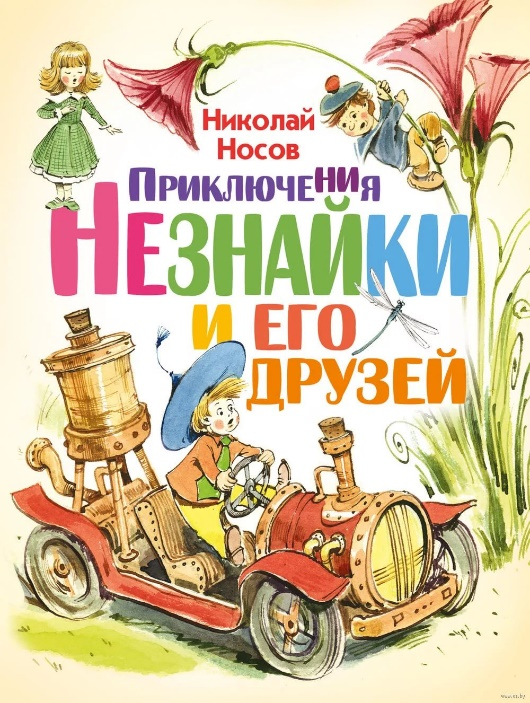 Николай
Носов
Приключения
Незнайки
и его
друзей